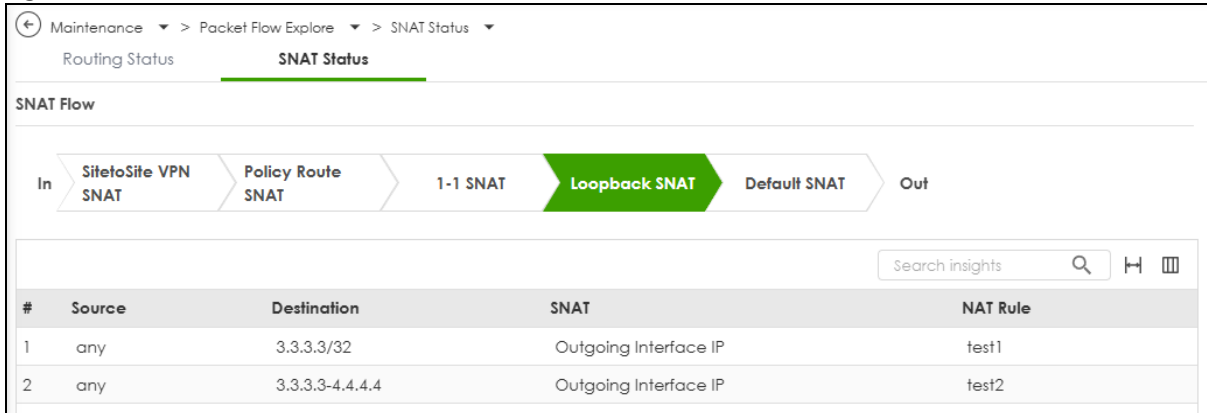 Maintenance > Packet Flow Explore > SNAT Status
Routing Status SNAT Status
SNAT Flow
In SitetoSite VPN SNAT Policy Route SNAT 1-1 SNAT Loopback SNAT Default SNAT Out
Search insights
# Source Destination SNAT NAT Rule
1 any 3.3.3.3/32 Outgoing Interface IP test1
2 any 3.3.3.3-4.4.4.4 Outgoing Interface IP test2